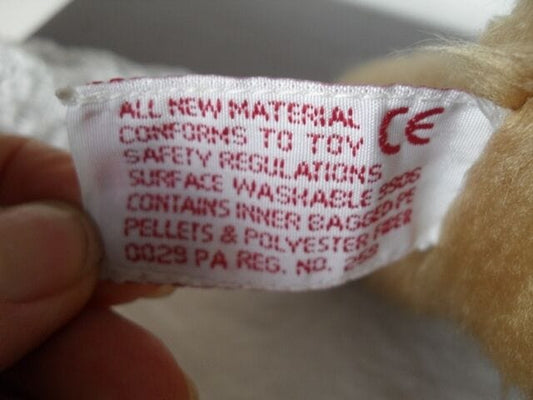 ALL NEW MATERIAL CE
CONFORMS TO TOY
SAFETY REGULATIONS
SURFACE WASHABLE
CONTAINS INNER BAGGED PE
PELLETS & POLYESTER FIBER
0029 PA REG. NO.